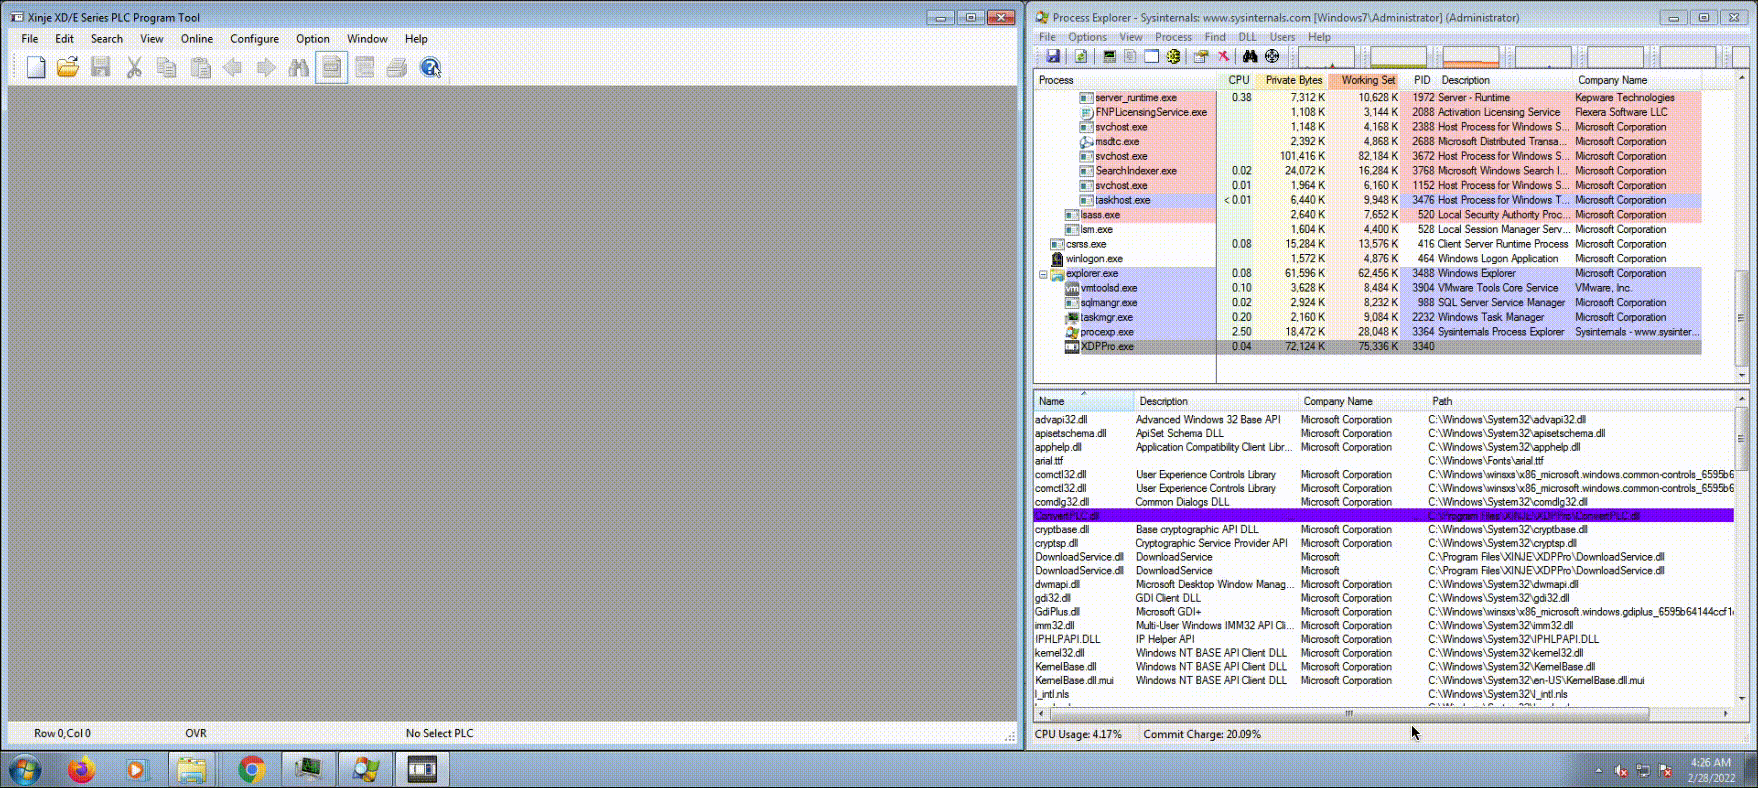 Xinje XD/E Series PLC Program Tool
File Edit Search View Online Configure Option Window Help
Row 0,Col 0 OVR No Select PLC
Process Explorer - Sysinternals: www.sysinternals.com [Windows7\Administrator] (Administrator)
File Options View Process Find DLL Users Help
Process CPU Private Bytes Working Set PID Description Company Name
server_runtime.exe 0.38 7,312 K 10,628 K 1972 Server - Runtime Kepware Technologies
FNPLicensingService.exe 1,108 K 3,144 K 2088 Activation Licensing Service Flexera Software LLC
svchost.exe 1,148 K 4,168 K 2388 Host Process for Windows S... Microsoft Corporation
msdtc.exe 2,392 K 4,868 K 2688 Microsoft Distributed Transa... Microsoft Corporation
svchost.exe 101,416 K 82,184 K 3672 Host Process for Windows S... Microsoft Corporation
SearchIndexer.exe 0.02 24,072 K 16,284 K 3768 Microsoft Windows Search I... Microsoft Corporation
svchost.exe 0.01 1,964 K 6,160 K 1152 Host Process for Windows S... Microsoft Corporation
taskhost.exe < 0.01 6,440 K 9,948 K 3476 Host Process for Windows T... Microsoft Corporation
lsass.exe 2,640 K 7,652 K 520 Local Security Authority Proc... Microsoft Corporation
lsm.exe 1,604 K 4,400 K 528 Local Session Manager Serv... Microsoft Corporation
csrss.exe 0.08 15,284 K 13,576 K 416 Client Server Runtime Process Microsoft Corporation
winlogon.exe 1,572 K 4,876 K 464 Windows Logon Application Microsoft Corporation
explorer.exe 0.08 61,596 K 62,456 K 3488 Windows Explorer Microsoft Corporation
vmtoolsd.exe 0.10 3,628 K 8,484 K 3904 VMware Tools Core Service VMware, Inc.
sqlmangr.exe 0.02 2,924 K 8,232 K 988 SQL Server Service Manager Microsoft Corporation
taskmgr.exe 0.20 2,160 K 9,084 K 2232 Windows Task Manager Microsoft Corporation
procexp.exe 2.50 18,472 K 28,048 K 3364 Sysinternals Process Explorer Sysinternals - www.sysinter...
XDPPro.exe 0.04 72,124 K 75,336 K 3340
Name Description Company Name Path
advapi32.dll Advanced Windows 32 Base API Microsoft Corporation C:\Windows\System32\advapi32.dll
apisetschema.dll ApiSet Schema DLL Microsoft Corporation C:\Windows\System32\apisetschema.dll
apphelp.dll Application Compatibility Client Libr... Microsoft Corporation C:\Windows\System32\apphelp.dll
arial.ttf C:\Windows\Fonts\arial.ttf
comctl32.dll User Experience Controls Library Microsoft Corporation C:\Windows\winsxs\x86_microsoft.windows.common-controls_6595b6
comctl32.dll User Experience Controls Library Microsoft Corporation C:\Windows\winsxs\x86_microsoft.windows.common-controls_6595b6
comdlg32.dll Common Dialogs DLL Microsoft Corporation C:\Windows\System32\comdlg32.dll
ConvertPLC.dll C:\Program Files\XINJE\XDPPro\ConvertPLC.dll
cryptbase.dll Base cryptographic API DLL Microsoft Corporation C:\Windows\System32\cryptbase.dll
cryptsp.dll Cryptographic Service Provider API Microsoft Corporation C:\Windows\System32\cryptsp.dll
DownloadService.dll DownloadService Microsoft C:\Program Files\XINJE\XDPPro\DownloadService.dll
DownloadService.dll DownloadService Microsoft C:\Program Files\XINJE\XDPPro\DownloadService.dll
dwmapi.dll Microsoft Desktop Window Manag... Microsoft Corporation C:\Windows\System32\dwmapi.dll
gdi32.dll GDI Client DLL Microsoft Corporation C:\Windows\System32\gdi32.dll
GdiPlus.dll Microsoft GDI+ Microsoft Corporation C:\Windows\winsxs\x86_microsoft.windows.gdiplus_6595b64144ccf1
imm32.dll Multi-User Windows IMM32 API Cli... Microsoft Corporation C:\Windows\System32\imm32.dll
IPHLPAPI.DLL IP Helper API Microsoft Corporation C:\Windows\System32\IPHLPAPI.DLL
kernel32.dll Windows NT BASE API Client DLL Microsoft Corporation C:\Windows\System32\kernel32.dll
KernelBase.dll Windows NT BASE API Client DLL Microsoft Corporation C:\Windows\System32\KernelBase.dll
KernelBase.dll.mui Windows NT BASE API Client DLL Microsoft Corporation C:\Windows\System32\en-US\KernelBase.dll.mui
l_intl.nls C:\Windows\System32\l_intl.nls
CPU Usage: 4.17% Commit Charge: 20.09%
4:26 AM
2/28/2022